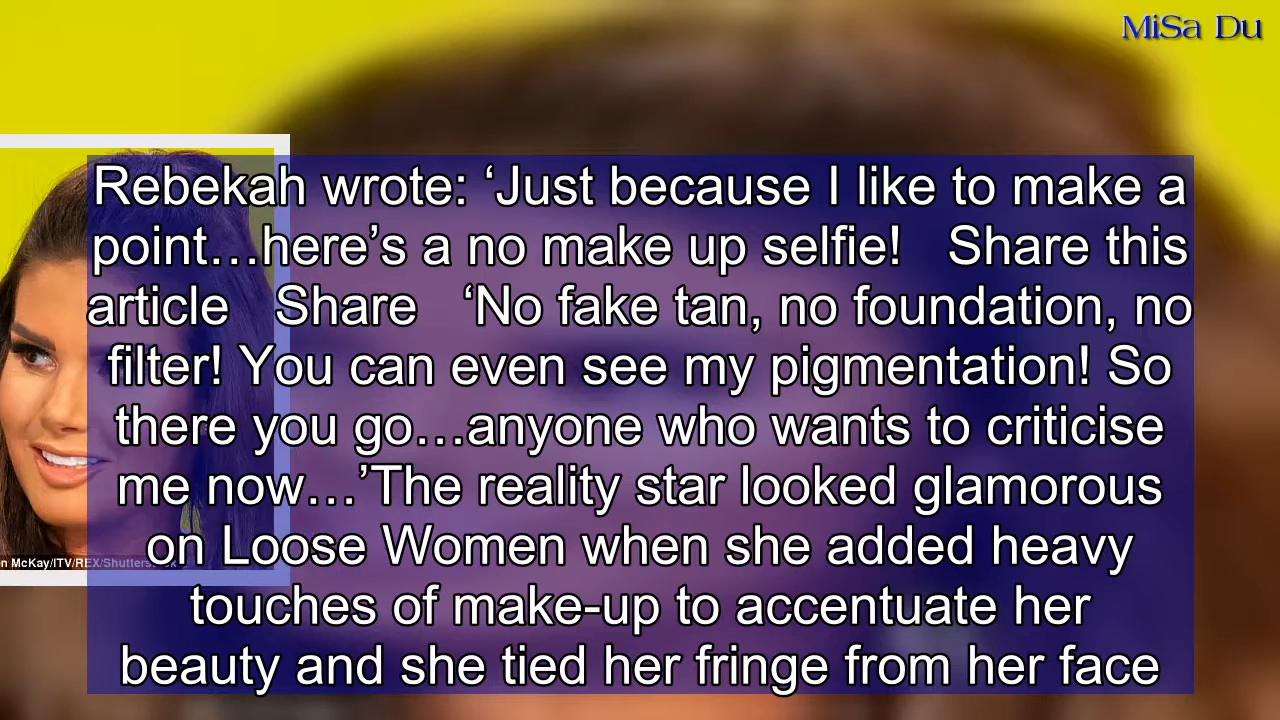 MiSa Du
Rebekah wrote: ‘Just because I like to make a
point…here’s a no make up selfie!   Share this
article   Share   ‘No fake tan, no foundation, no
filter! You can even see my pigmentation! So
there you go…anyone who wants to criticise
me now…’The reality star looked glamorous
on Loose Women when she added heavy
touches of make-up to accentuate her
beauty and she tied her fringe from her face
McKay/ITV/REX/Shutterstock